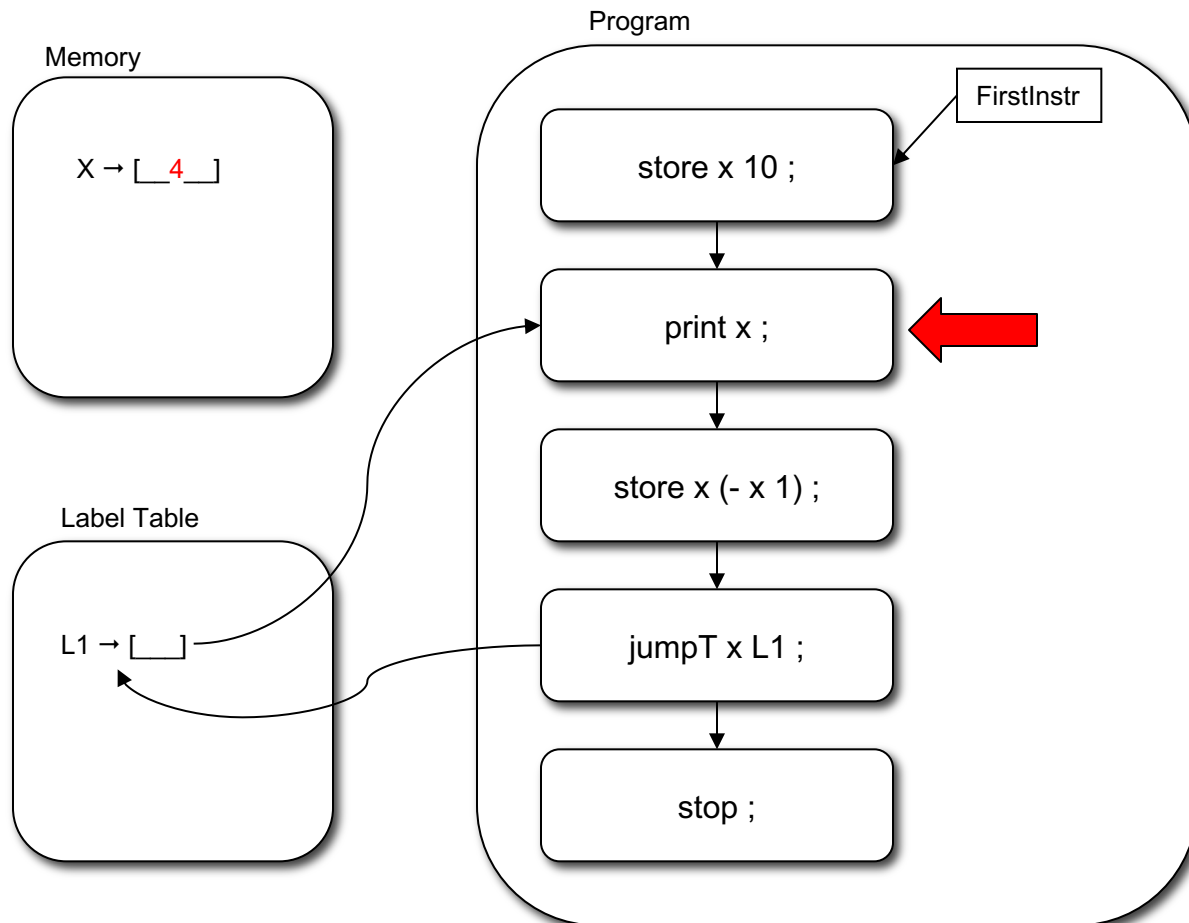 Program
Memory
FirstInstr
X → [__4__]
store x 10 ;
print x ;
store x (- x 1) ;
Label Table
L1 → [___]
jumpT x L1 ;
stop ;